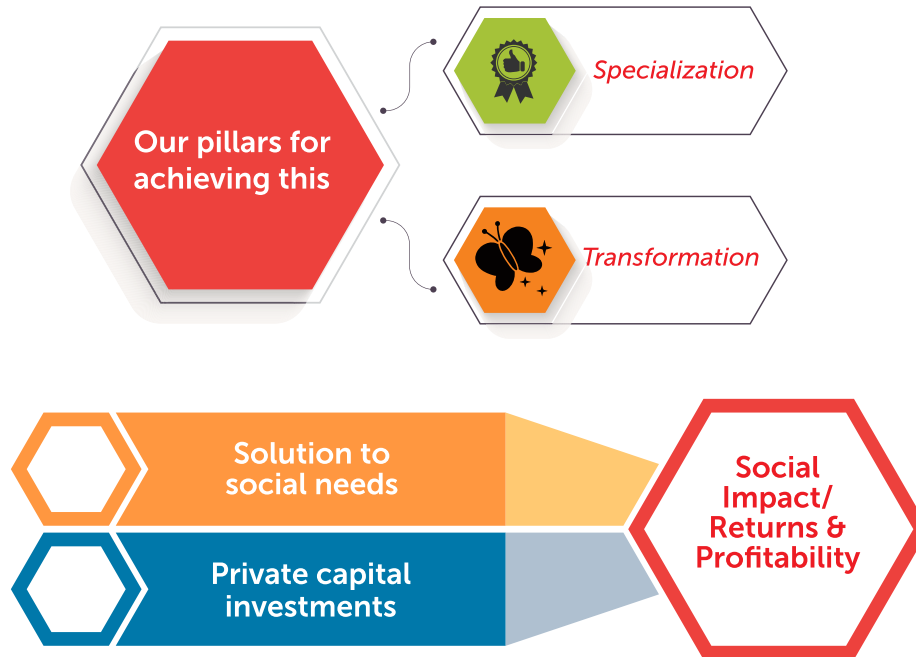 Our pillars for
achieving this
Specialization
Transformation
Solution to
social needs
Private capital
investments
Social
Impact/
Returns &
Profitability